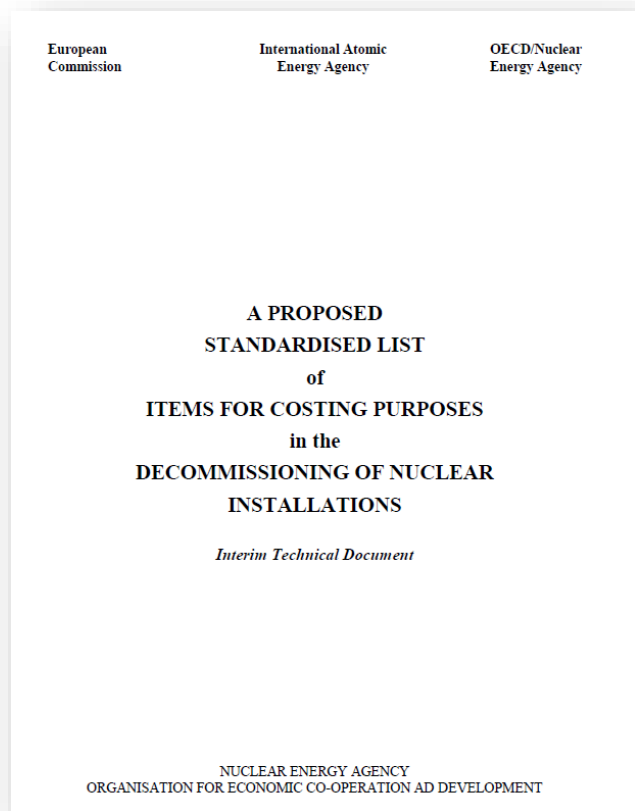 European
Commission
International Atomic
Energy Agency
OECD/Nuclear
Energy Agency
A PROPOSED
STANDARDISED LIST
of
ITEMS FOR COSTING PURPOSES
in the
DECOMMISSIONING OF NUCLEAR
INSTALLATIONS
Interim Technical Document
NUCLEAR ENERGY AGENCY
ORGANISATION FOR ECONOMIC CO-OPERATION AD DEVELOPMENT